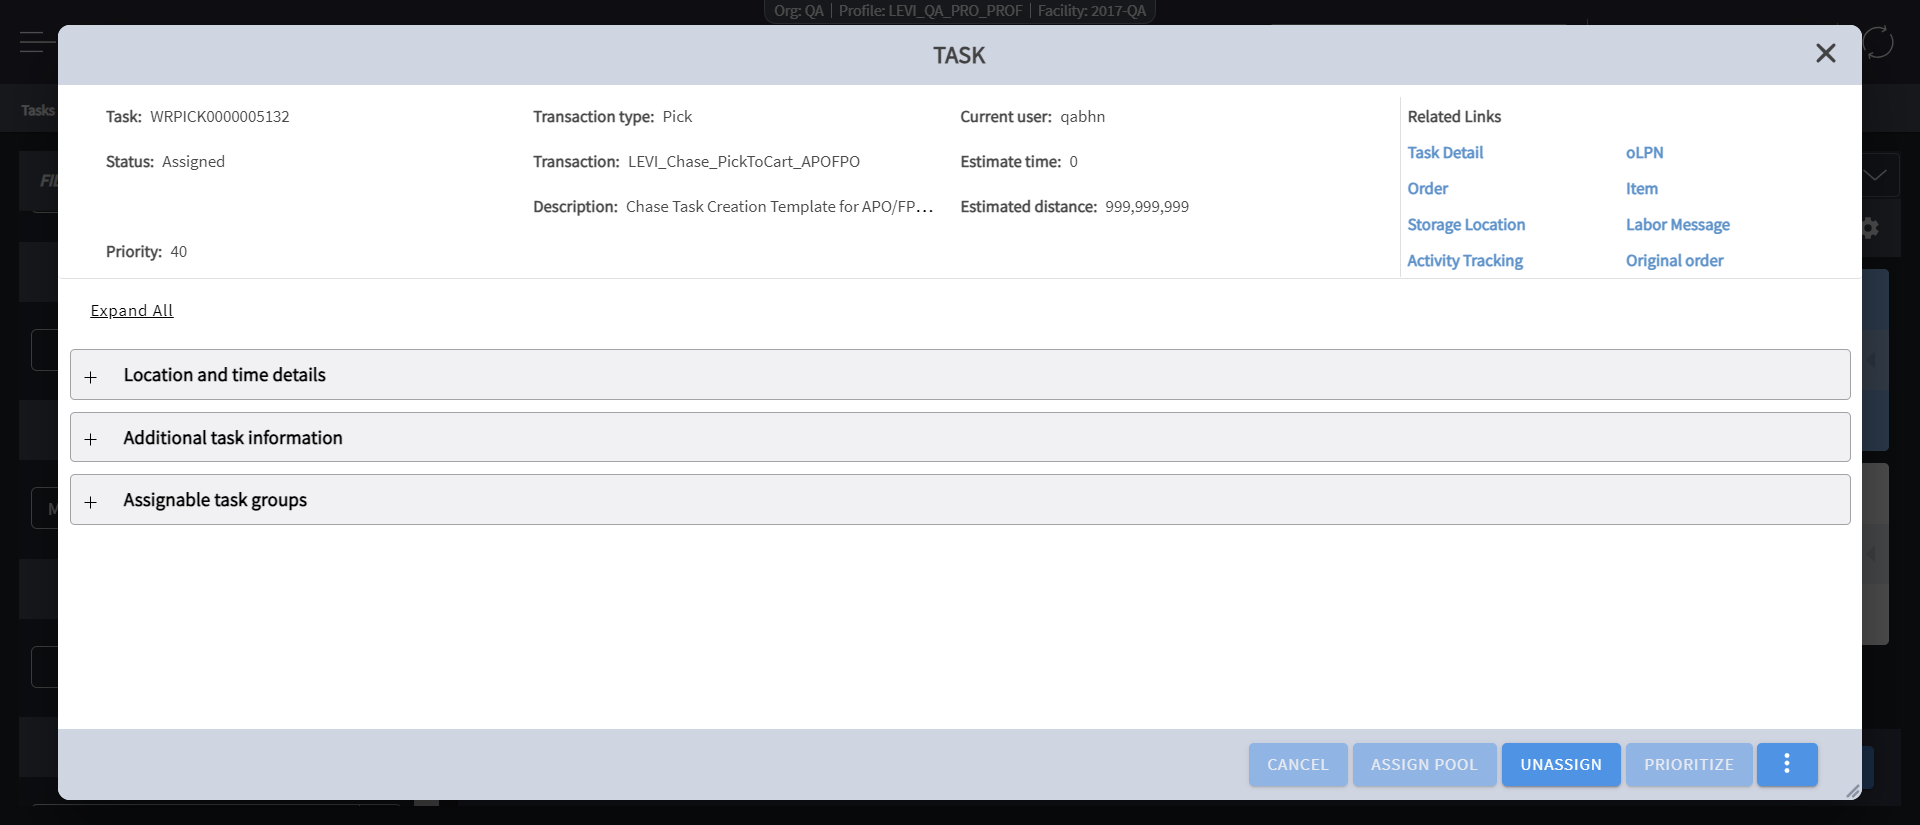 Org: QA | Profile: LEVI_QA_PRO_PROF | Facility: 2017-QA
TASK
Tasks
Task: WRPICK0000005132
Transaction type: Pick
Current user: qabhn
Related Links
Status: Assigned
Transaction: LEVI_Chase_PickToCart_APOFPO
Estimate time: 0
Task Detail
oLPN
Order
Item
Description: Chase Task Creation Template for APO/FP...
Estimated distance: 999,999,999
Storage Location
Labor Message
Priority: 40
Activity Tracking
Original order
Expand All
+ Location and time details
+ Additional task information
+ Assignable task groups
CANCEL
ASSIGN POOL
UNASSIGN
PRIORITIZE